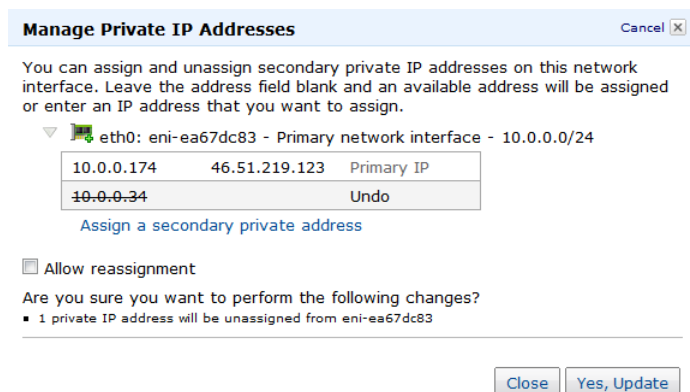 Manage Private IP Addresses Cancel X
You can assign and unassign secondary private IP addresses on this network
interface. Leave the address field blank and an available address will be assigned
or enter an IP address that you want to assign.
eth0: eni-ea67dc83 - Primary network interface - 10.0.0.0/24
10.0.0.174 46.51.219.123 Primary IP
10.0.0.34 Undo
Assign a secondary private address
Allow reassignment
Are you sure you want to perform the following changes?
▪ 1 private IP address will be unassigned from eni-ea67dc83
Close Yes, Update